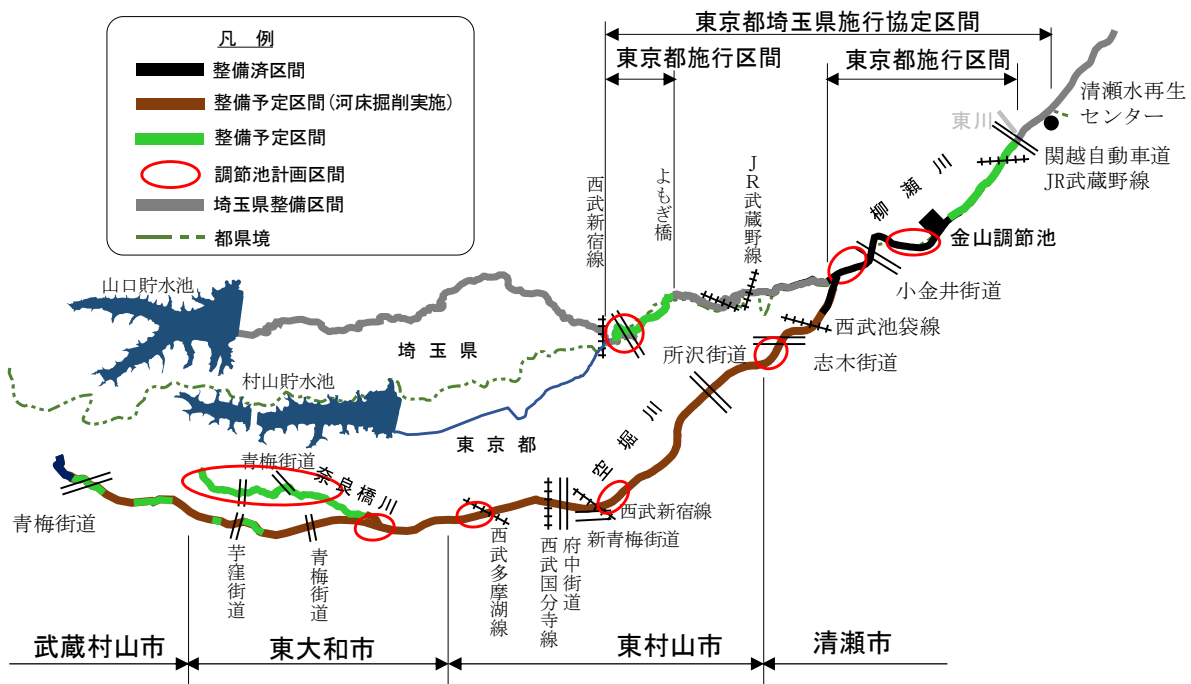 凡 例
整備済区間
整備予定区間(河床掘削実施)
整備予定区間
調節池計画区間
埼玉県整備区間
都県境
東京都埼玉県施行協定区間
東京都施行区間
東京都施行区間
清瀬水再生
センター
東川
関越自動車道
JR武蔵野線
柳瀬川
金山調節池
小金井街道
西武新宿線
よもぎ橋
JR武蔵野線
西武池袋線
志木街道
所沢街道
山口貯水池
埼玉県
村山貯水池
東京都
空堀川
青梅街道
奈良橋川
青梅街道
芋窪街道
青梅街道
西武多摩湖線
西武国分寺線
府中街道
新青梅街道
西武新宿線
武蔵村山市
東大和市
東村山市
清瀬市